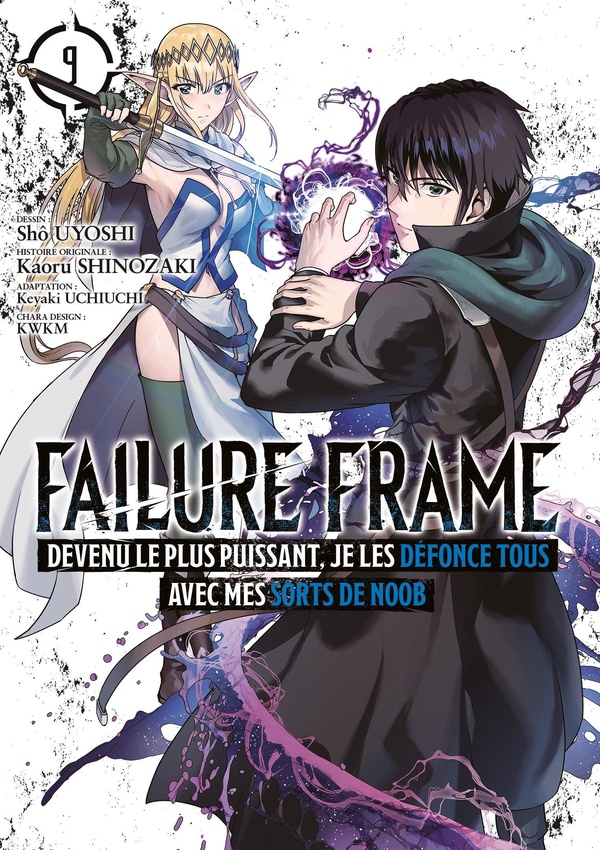 9
DESSIN :
Shô UYOSHI
HISTOIRE ORIGINALE :
Kaoru SHINOZAKI
ADAPTATION :
Keyaki UCHIUCHI
CHARA DESIGN :
KWKM
FAILURE FRAME
DEVENU LE PLUS PUISSANT, JE LES DÉFONCE TOUS
AVEC MES SORTS DE NOOB